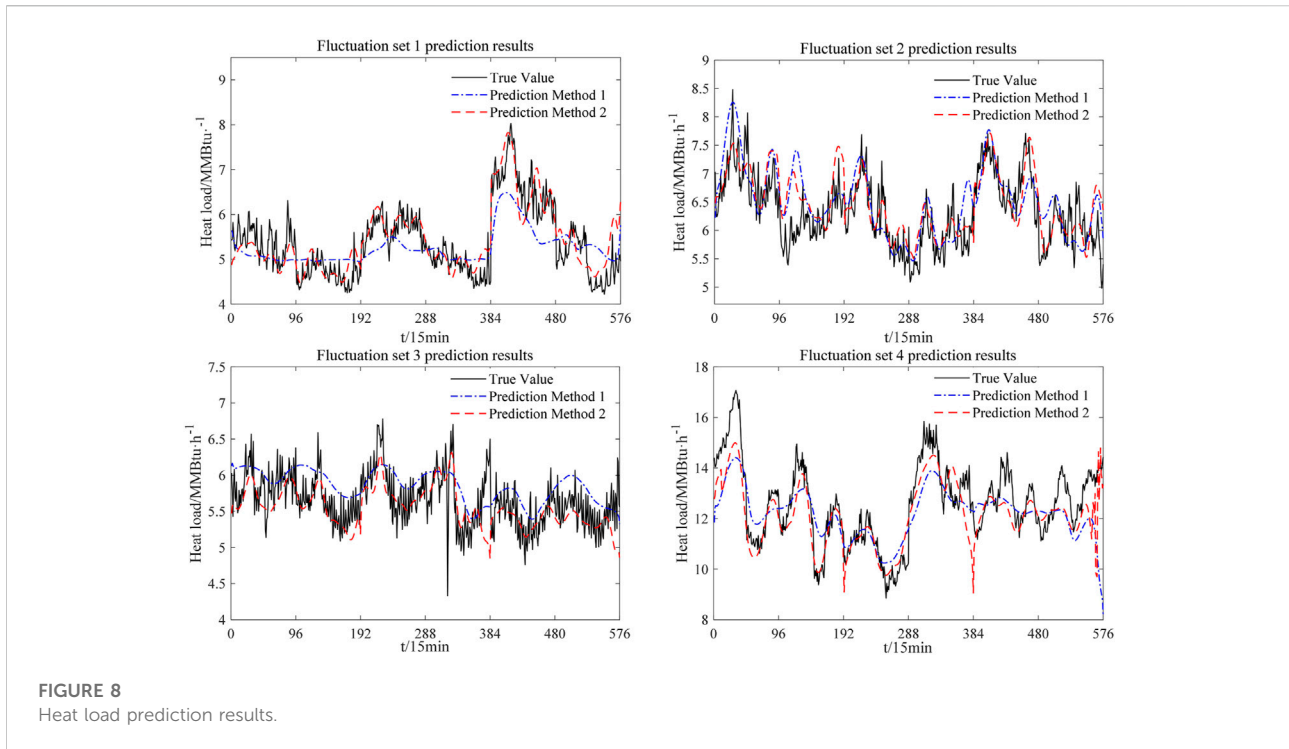 Fluctuation set 1 prediction results
True Value
Prediction Method 1
Prediction Method 2
Heat load/MMBtu·⁻¹
9
8
7
6
5
4
0 96 192 288 384 480 576
t/15min
Fluctuation set 2 prediction results
True Value
Prediction Method 1
Prediction Method 2
Heat load/MMBtu·h⁻¹
9
8.5
8
7.5
7
6.5
6
5.5
5
0 96 192 288 384 480 576
t/15min
Fluctuation set 3 prediction results
True Value
Prediction Method 1
Prediction Method 2
Heat load/MMBtu·h⁻¹
7.5
7
6.5
6
5.5
5
4.5
4
0 96 192 288 384 480 576
t/15min
Fluctuation set 4 prediction results
True Value
Prediction Method 1
Prediction Method 2
Heat load/MMBtu·h⁻¹
18
16
14
12
10
8
0 96 192 288 384 480 576
t/15min
FIGURE 8
Heat load prediction results.